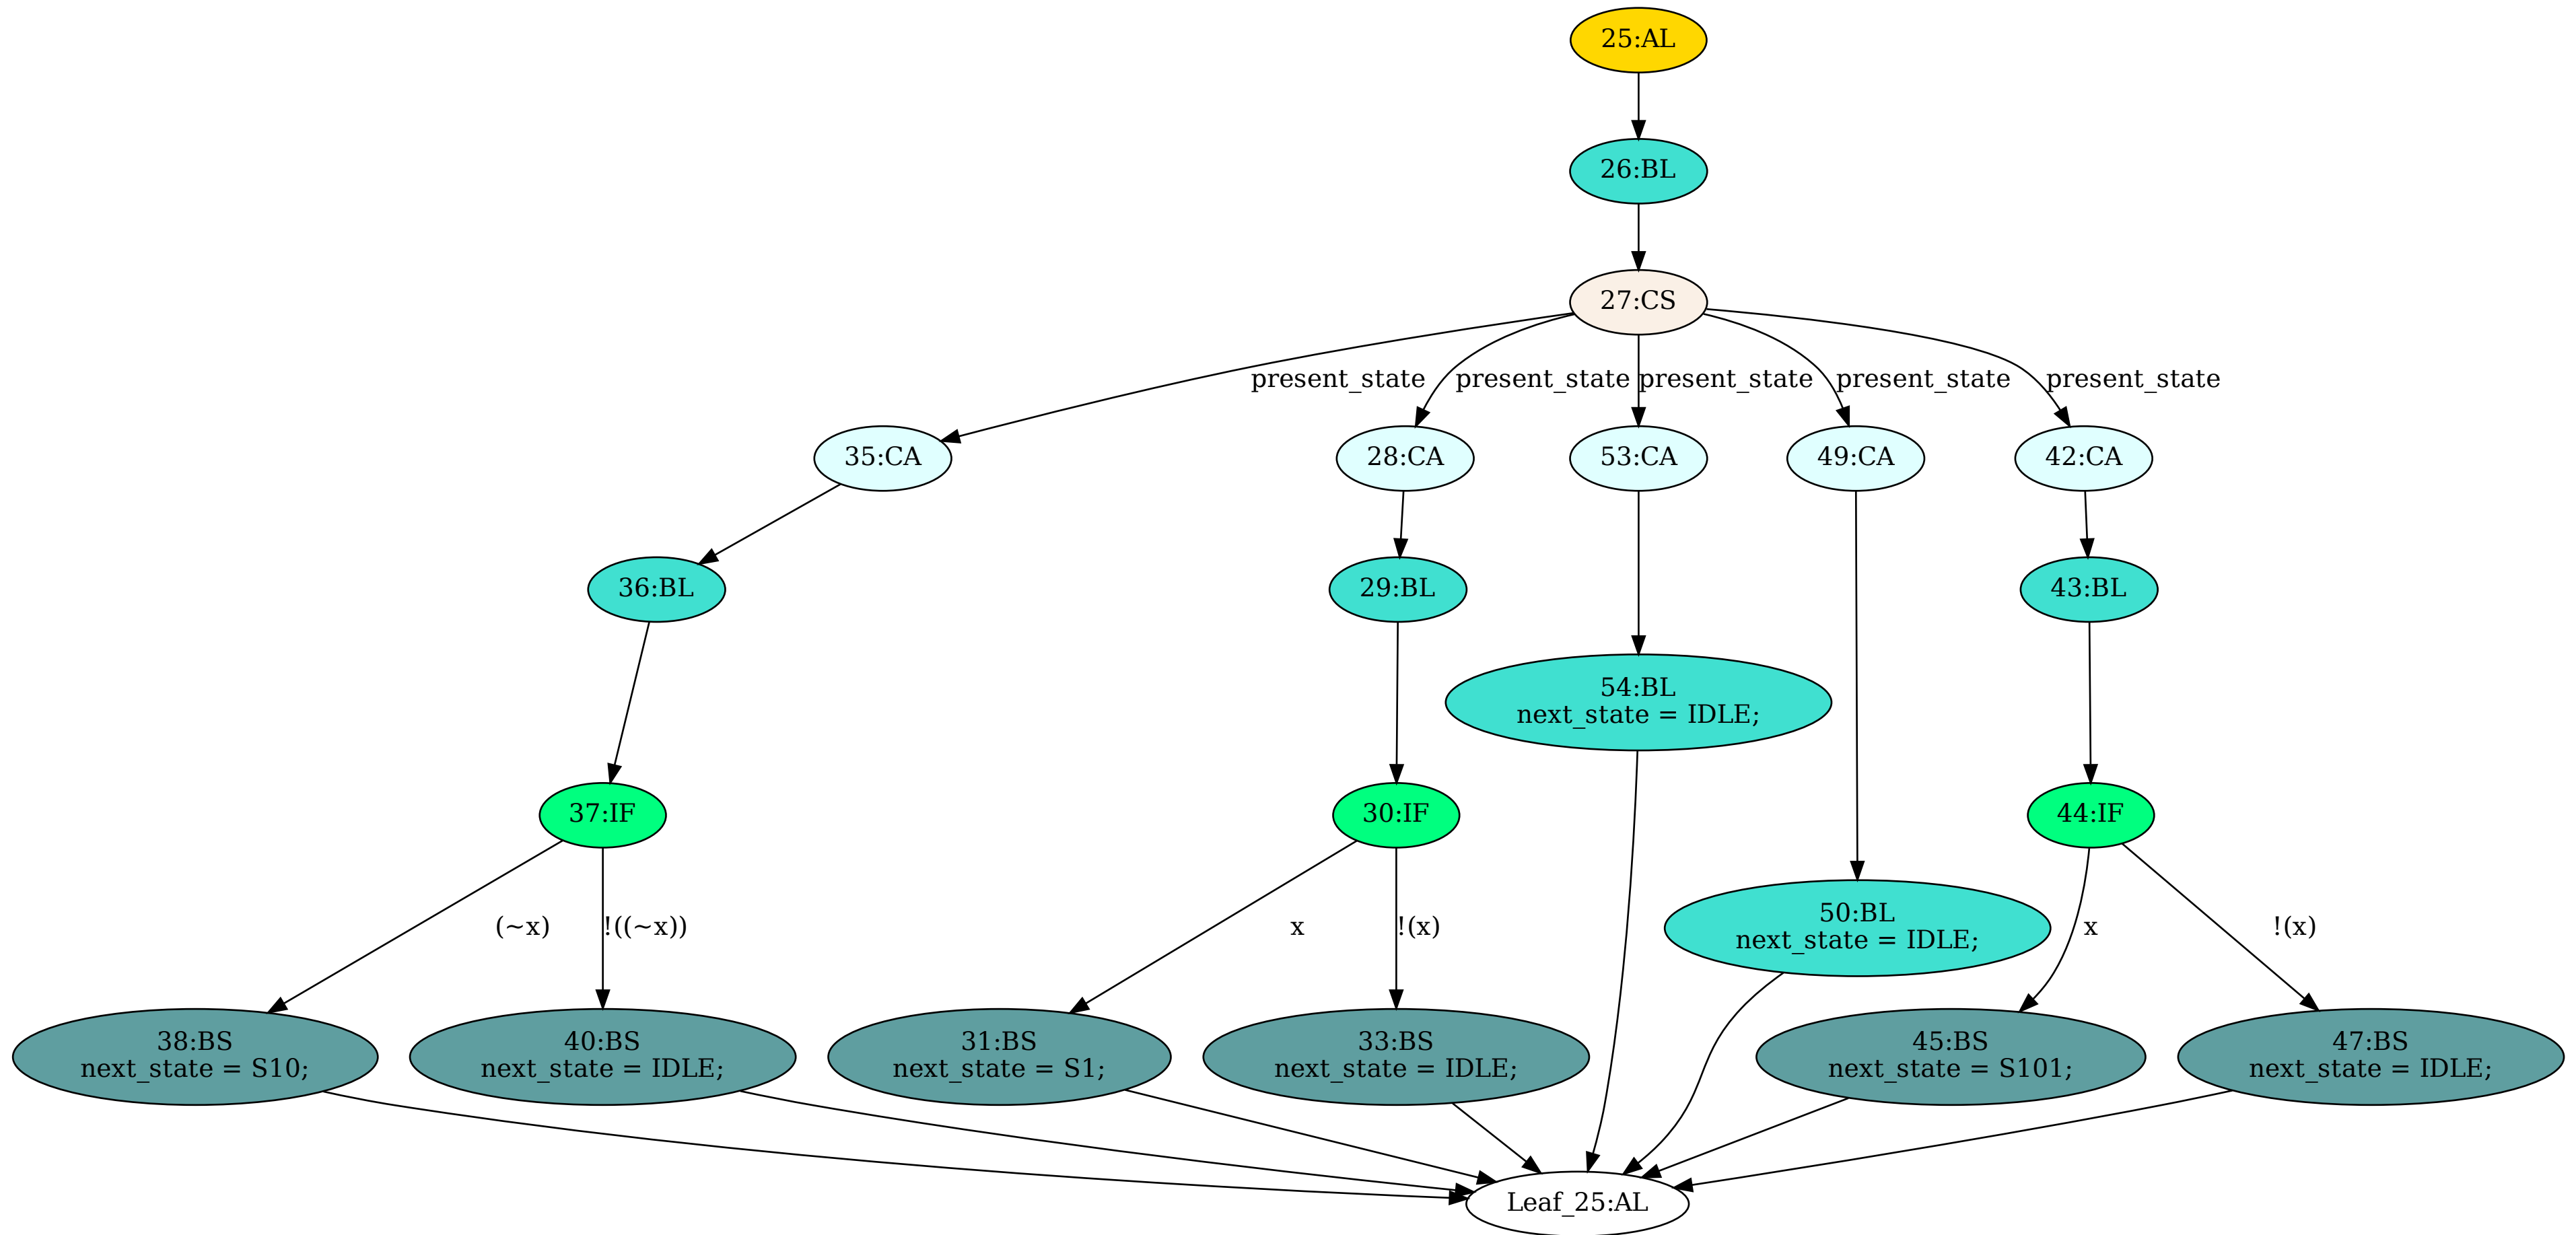 25:AL
26:BL
27:CS
present_state
present_state
present_state
present_state
present_state
35:CA
28:CA
53:CA
49:CA
42:CA
36:BL
29:BL
43:BL
54:BL
next_state = IDLE;
37:IF
30:IF
44:IF
50:BL
next_state = IDLE;
(~x)
!((~x))
x
!(x)
x
!(x)
38:BS
next_state = S10;
40:BS
next_state = IDLE;
31:BS
next_state = S1;
33:BS
next_state = IDLE;
45:BS
next_state = S101;
47:BS
next_state = IDLE;
Leaf_25:AL